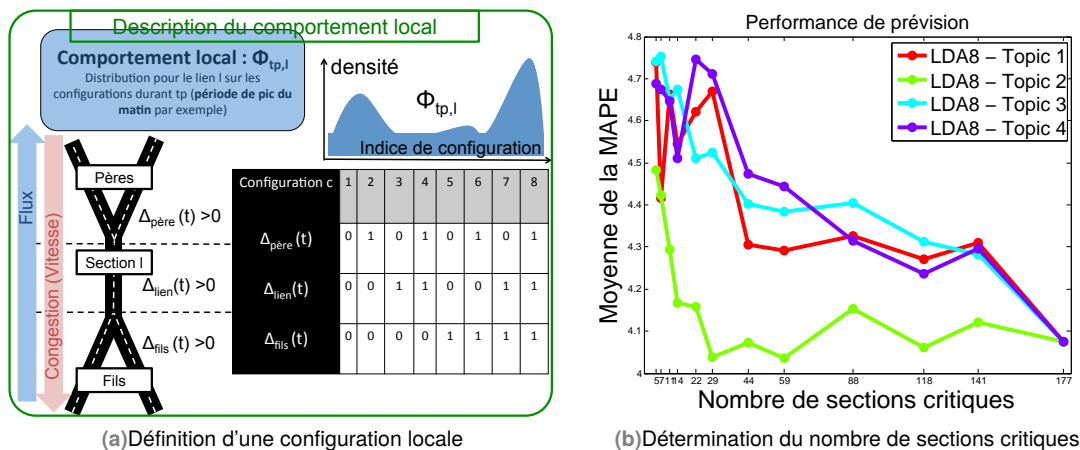 Description du comportement local
Comportement local : Φtp,l
Distribution pour le lien l sur les
configurations durant tp (période de pic du
matin par exemple)
densité
Φtp,l
Indice de configuration
Flux
Congestion (Vitesse)
Pères
Δpère (t) >0
Section l
Δlien(t) >0
Δfils (t) >0
Fils
Configuration c 1 2 3 4 5 6 7 8
Δpère (t) 0 1 0 1 0 1 0 1
Δlien(t) 0 0 1 1 0 0 1 1
Δfils (t) 0 0 0 0 1 1 1 1
(a)Définition d'une configuration locale
Performance de prévision
Moyenne de la MAPE
4.8
4.7
4.6
4.5
4.4
4.3
4.2
4.1
4
LDA8 – Topic 1
LDA8 – Topic 2
LDA8 – Topic 3
LDA8 – Topic 4
5 7 11 14 22 29 44 59 88 118 141 177
Nombre de sections critiques
(b)Détermination du nombre de sections critiques